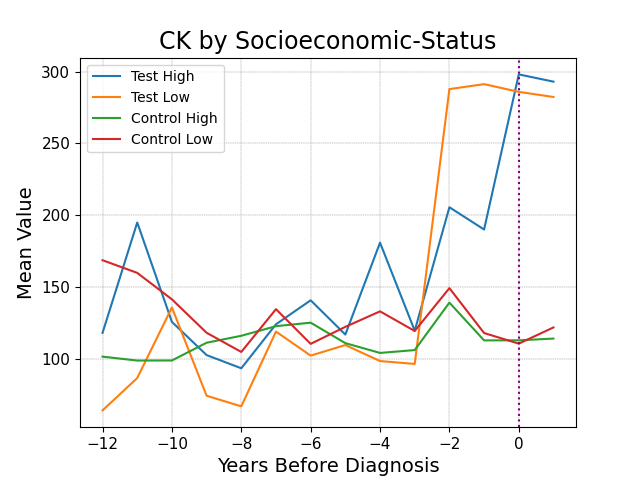 CK by Socioeconomic-Status
Test High
Test Low
Control High
Control Low
Mean Value
300
250
200
150
100
−12 −10 −8 −6 −4 −2 0
Years Before Diagnosis